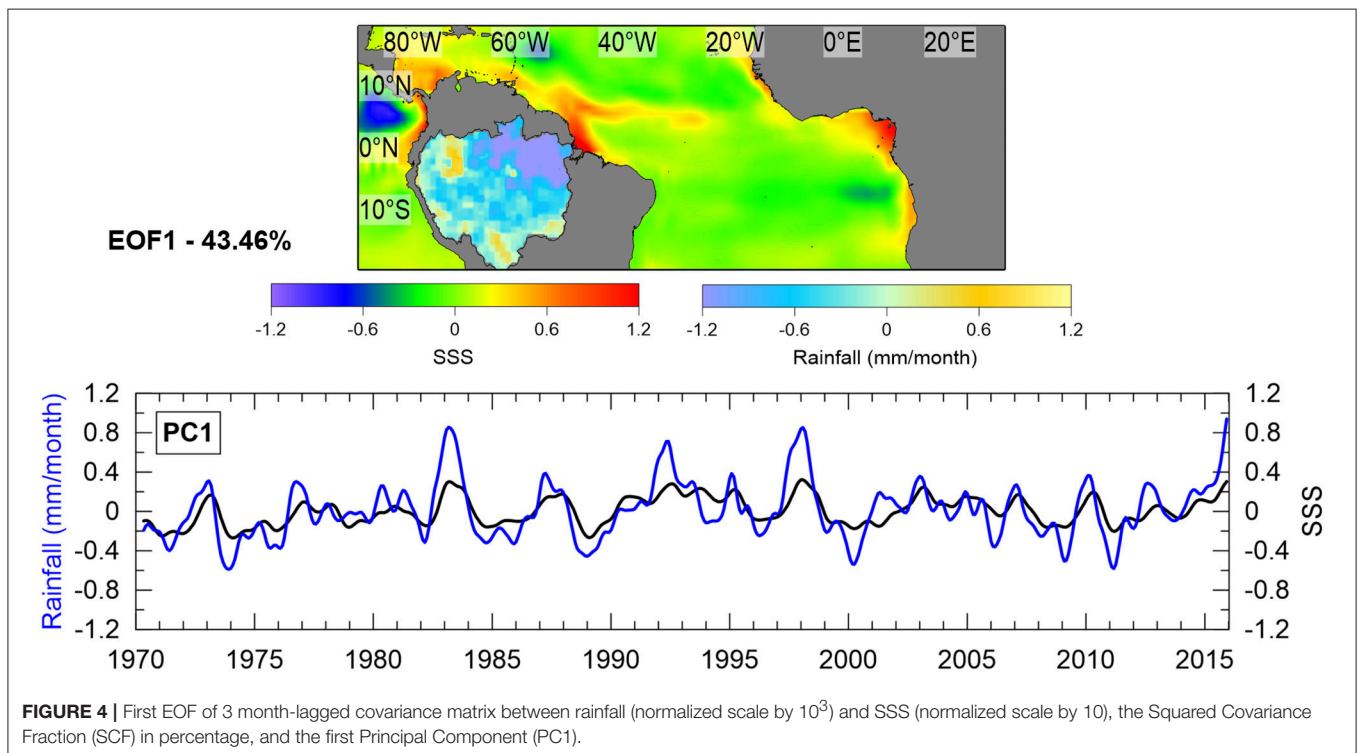 80°W 60°W 40°W 20°W 0°E 20°E
10°N
0°N
10°S
EOF1 - 43.46%
-1.2 -0.6 0 0.6 1.2
SSS
-1.2 -0.6 0 0.6 1.2
Rainfall (mm/month)
PC1
Rainfall (mm/month)
1.2
0.8
0.4
0
-0.4
-0.8
-1.2
1.2
0.8
0.4
0
-0.4
-0.8
-1.2
SSS
1970 1975 1980 1985 1990 1995 2000 2005 2010 2015
FIGURE 4 | First EOF of 3 month-lagged covariance matrix between rainfall (normalized scale by 10³) and SSS (normalized scale by 10), the Squared Covariance
Fraction (SCF) in percentage, and the first Principal Component (PC1).